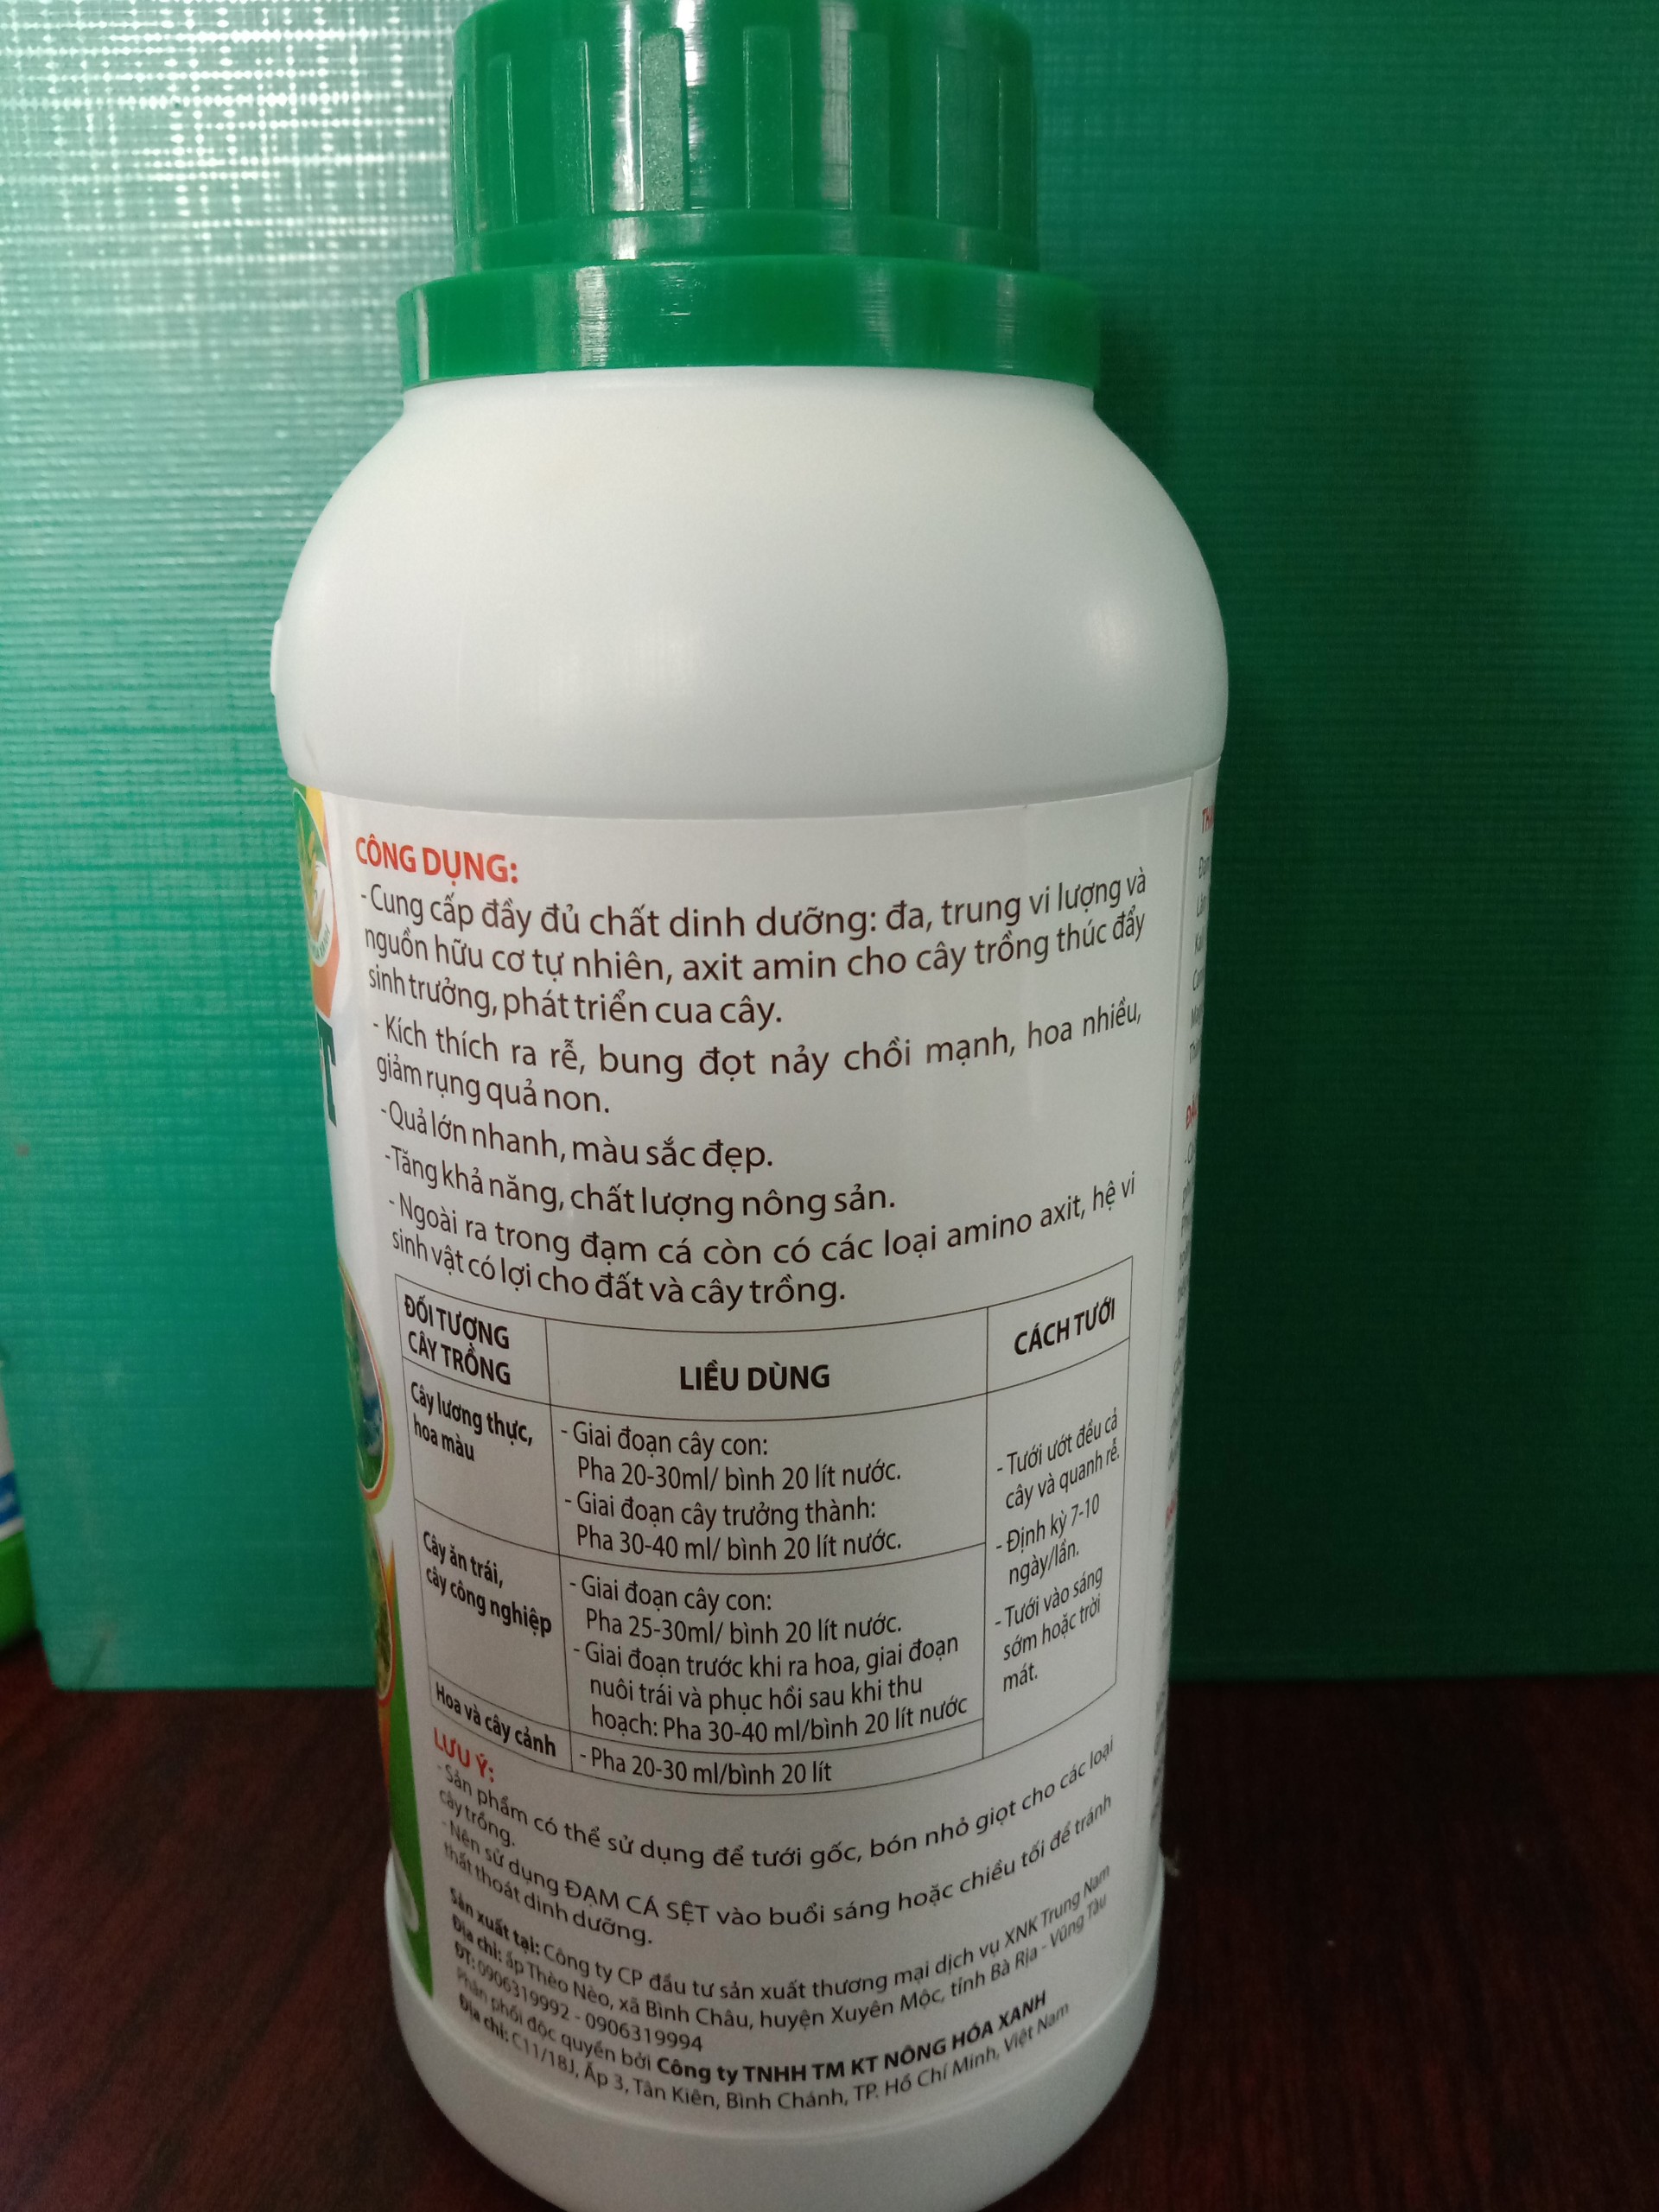 CÔNG DỤNG:
- Cung cấp đầy đủ chất dinh dưỡng: đa, trung vi lượng và
nguồn hữu cơ tự nhiên, axit amin cho cây trồng thúc đẩy
sinh trưởng, phát triển cua cây.
- Kích thích ra rễ, bung đọt nảy chồi mạnh, hoa nhiều,
giảm rụng quả non.
- Quả lớn nhanh, màu sắc đẹp.
- Tăng khả năng, chất lượng nông sản.
- Ngoài ra trong đạm cá còn có các loại amino axit, hệ vi
sinh vật có lợi cho đất và cây trồng.
ĐỐI TƯỢNG
CÂY TRỒNG
LIỀU DÙNG
CÁCH TƯỚI
Cây lương thực,
hoa màu
- Giai đoạn cây con:
Pha 20-30ml/ bình 20 lít nước.
- Giai đoạn cây trưởng thành:
Pha 30-40 ml/ bình 20 lít nước.
Cây ăn trái,
cây công nghiệp
- Giai đoạn cây con:
Pha 25-30ml/ bình 20 lít nước.
- Giai đoạn trước khi ra hoa, giai đoạn
nuôi trái và phục hồi sau khi thu
hoạch: Pha 30-40 ml/bình 20 lít nước
Hoa và cây cảnh
- Pha 20-30 ml/bình 20 lít
- Tưới ướt đều cả
cây và quanh rễ.
- Định kỳ 7-10
ngày/lần.
- Tưới vào sáng
sớm hoặc trời
mát.
LƯU Ý:
- Sản phẩm có thể sử dụng để tưới gốc, bón nhỏ giọt cho các loại
cây trồng.
- Nên sử dụng ĐẠM CÁ SỆT vào buổi sáng hoặc chiều tối để tránh
thất thoát dinh dưỡng.
Sản xuất tại: Công ty CP đầu tư sản xuất thương mại dịch vụ XNK Trung Nam
Địa chỉ: ấp Thèo Nèo, xã Bình Châu, huyện Xuyên Mộc, tỉnh Bà Rịa - Vũng Tàu
ĐT: 0906319992 - 0906319994
Phân phối độc quyền bởi Công ty TNHH TM KT NÔNG HÓA XANH
Địa chỉ: C11/18J, Ấp 3, Tân Kiên, Bình Chánh, TP. Hồ Chí Minh, Việt Nam
T